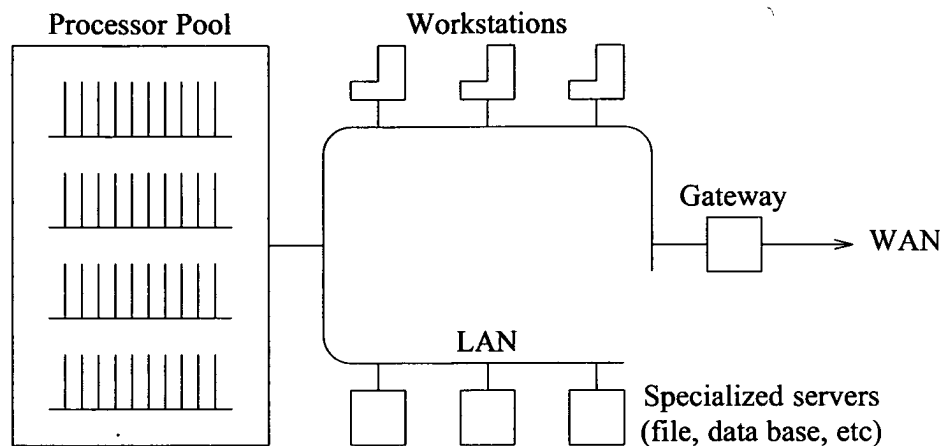 Processor Pool
Workstations
Gateway
WAN
LAN
Specialized servers
(file, data base, etc)